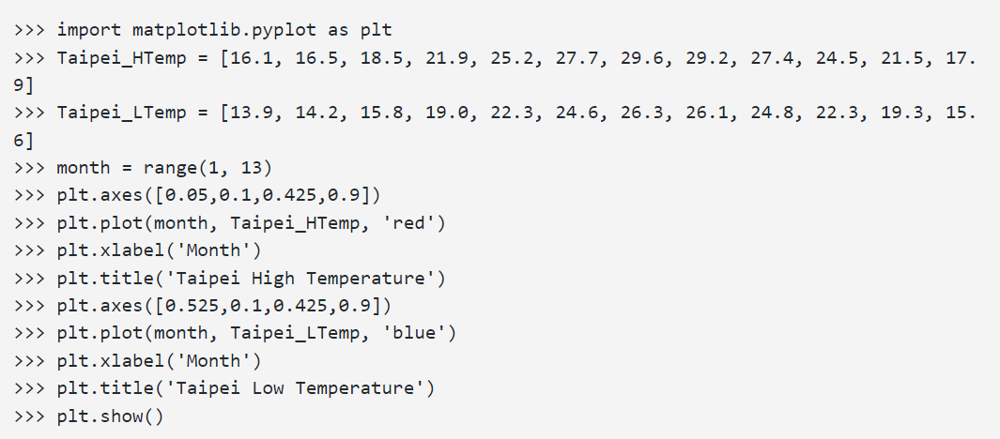 >>> import matplotlib.pyplot as plt
>>> Taipei_HTemp = [16.1, 16.5, 18.5, 21.9, 25.2, 27.7, 29.6, 29.2, 27.4, 24.5, 21.5, 17.
9]
>>> Taipei_LTemp = [13.9, 14.2, 15.8, 19.0, 22.3, 24.6, 26.3, 26.1, 24.8, 22.3, 19.3, 15.
6]
>>> month = range(1, 13)
>>> plt.axes([0.05,0.1,0.425,0.9])
>>> plt.plot(month, Taipei_HTemp, 'red')
>>> plt.xlabel('Month')
>>> plt.title('Taipei High Temperature')
>>> plt.axes([0.525,0.1,0.425,0.9])
>>> plt.plot(month, Taipei_LTemp, 'blue')
>>> plt.xlabel('Month')
>>> plt.title('Taipei Low Temperature')
>>> plt.show()